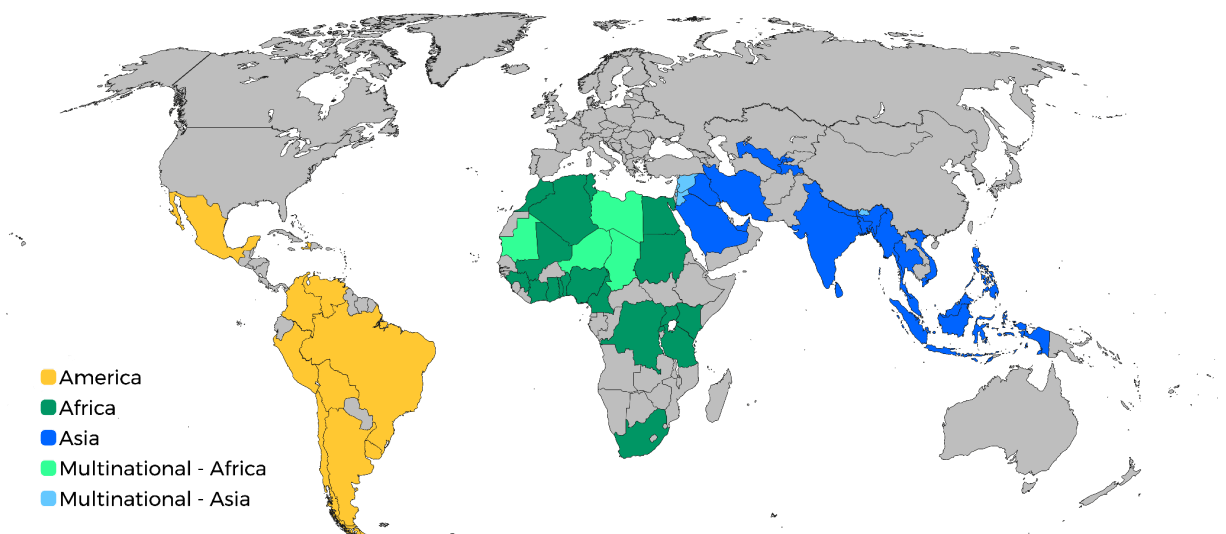 America
Africa
Asia
Multinational - Africa
Multinational - Asia